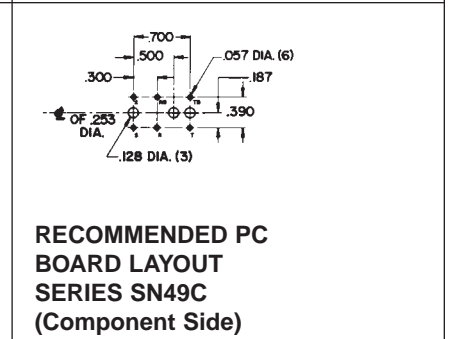 .700
.500
.057 DIA. (6)
.300
.187
.390
OF .253
DIA.
.128 DIA. (3)
RECOMMENDED PC
BOARD LAYOUT
SERIES SN49C
(Component Side)